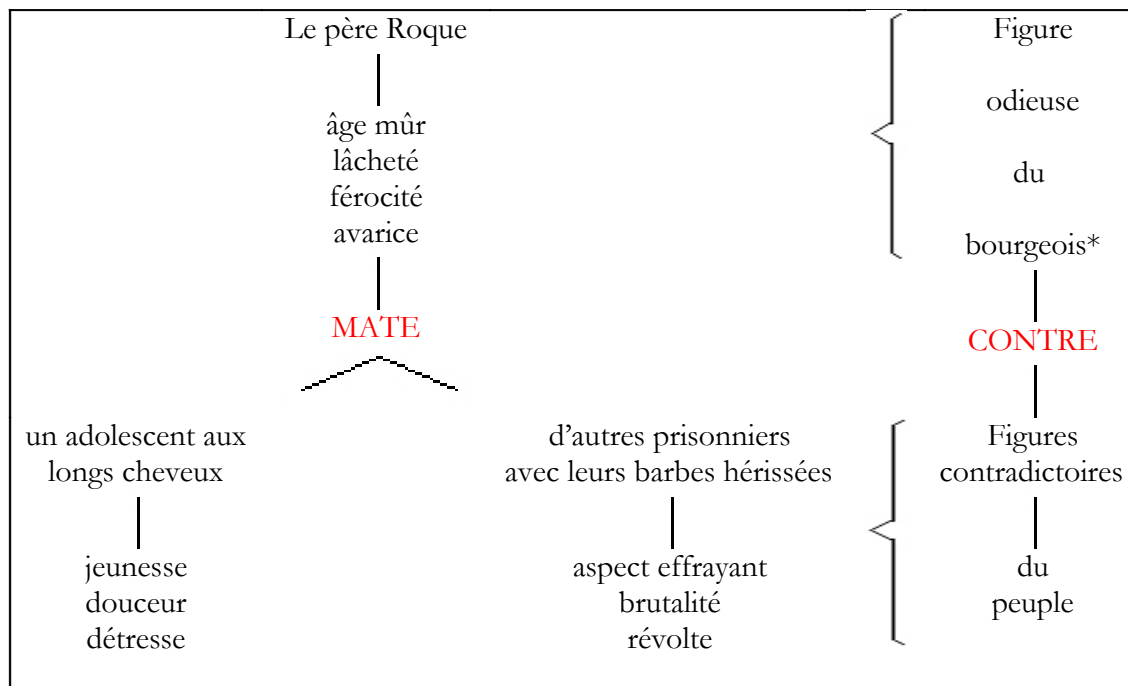 Le père Roque
âge mûr
lâcheté
férocité
avarice
MATE
Figure
odieuse
du
bourgeois*
CONTRE
un adolescent aux
longs cheveux
jeunesse
douceur
détresse
d'autres prisonniers
avec leurs barbes hérissées
aspect effrayant
brutalité
révolte
Figures
contradictoires
du
peuple